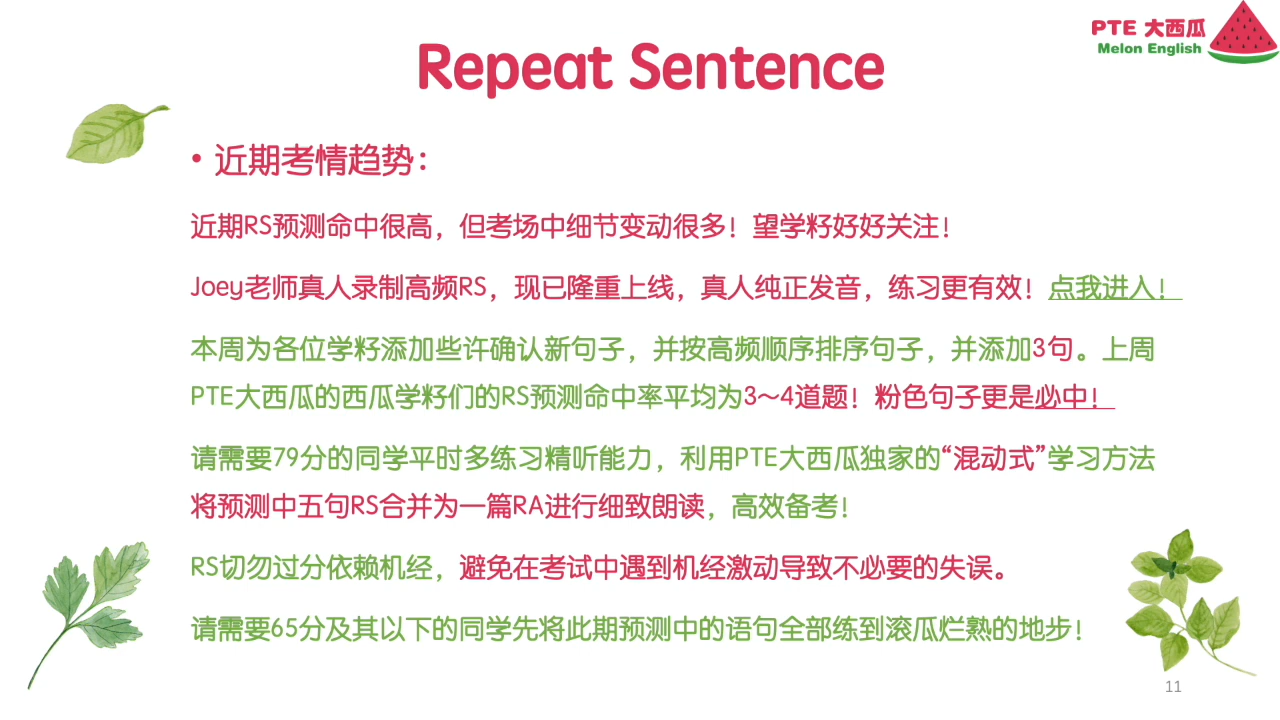 PTE 大西瓜
Melon English
Repeat Sentence
• 近期考情趋势：
近期RS预测命中很高，但考场中细节变动很多！望学籽好好关注！
Joey老师真人录制高频RS，现已隆重上线，真人纯正发音，练习更有效！点我进入！
本周为各位学籽添加些许确认新句子，并按高频顺序排序句子，并添加3句。上周
PTE大西瓜的西瓜学籽们的RS预测命中率平均为3～4道题！粉色句子更是必中！
请需要79分的同学平时多练习精听能力，利用PTE大西瓜独家的“混动式”学习方法
将预测中五句RS合并为一篇RA进行细致朗读，高效备考！
RS切勿过分依赖机经，避免在考试中遇到机经激动导致不必要的失误。
请需要65分及其以下的同学先将此期预测中的语句全部练到滚瓜烂熟的地步！
11